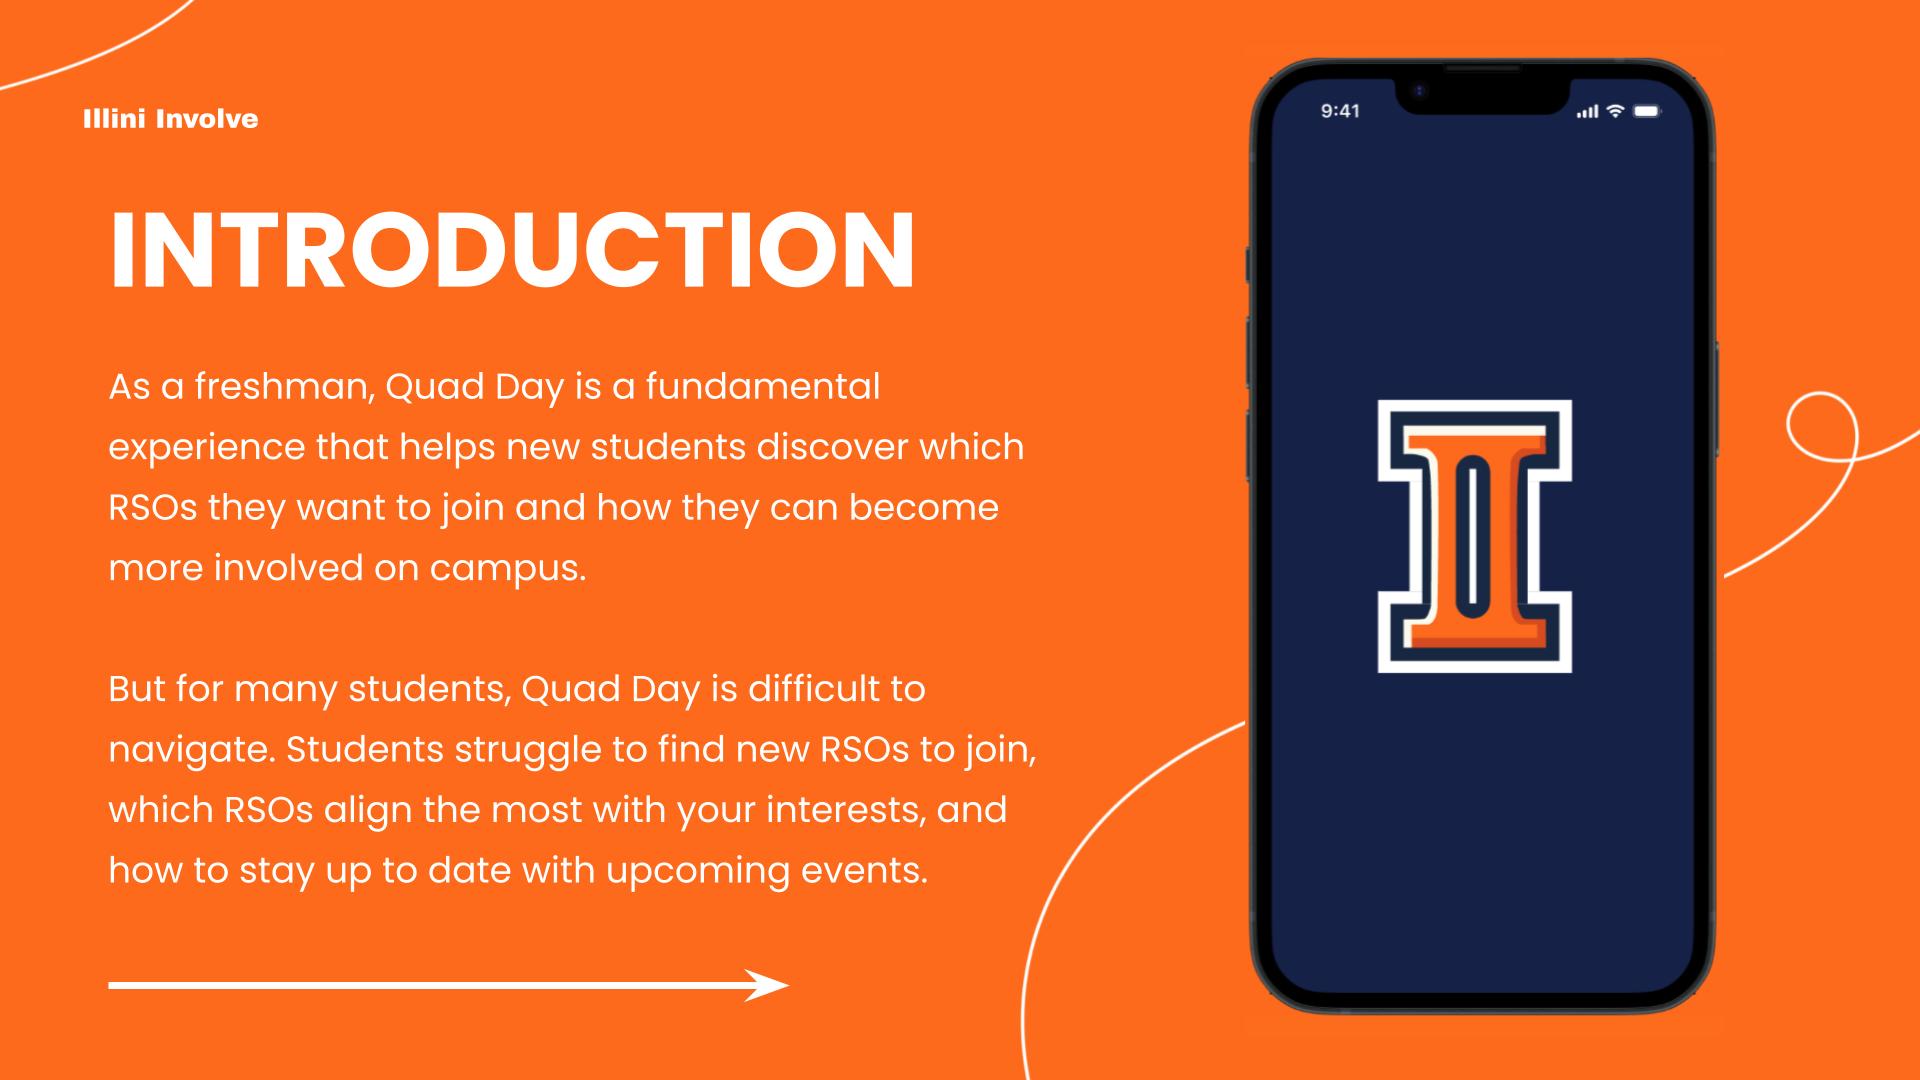 Illini Involve
9:41
INTRODUCTION
As a freshman, Quad Day is a fundamental
experience that helps new students discover which
RSOs they want to join and how they can become
more involved on campus.
But for many students, Quad Day is difficult to
navigate. Students struggle to find new RSOs to join,
which RSOs align the most with your interests, and
how to stay up to date with upcoming events.